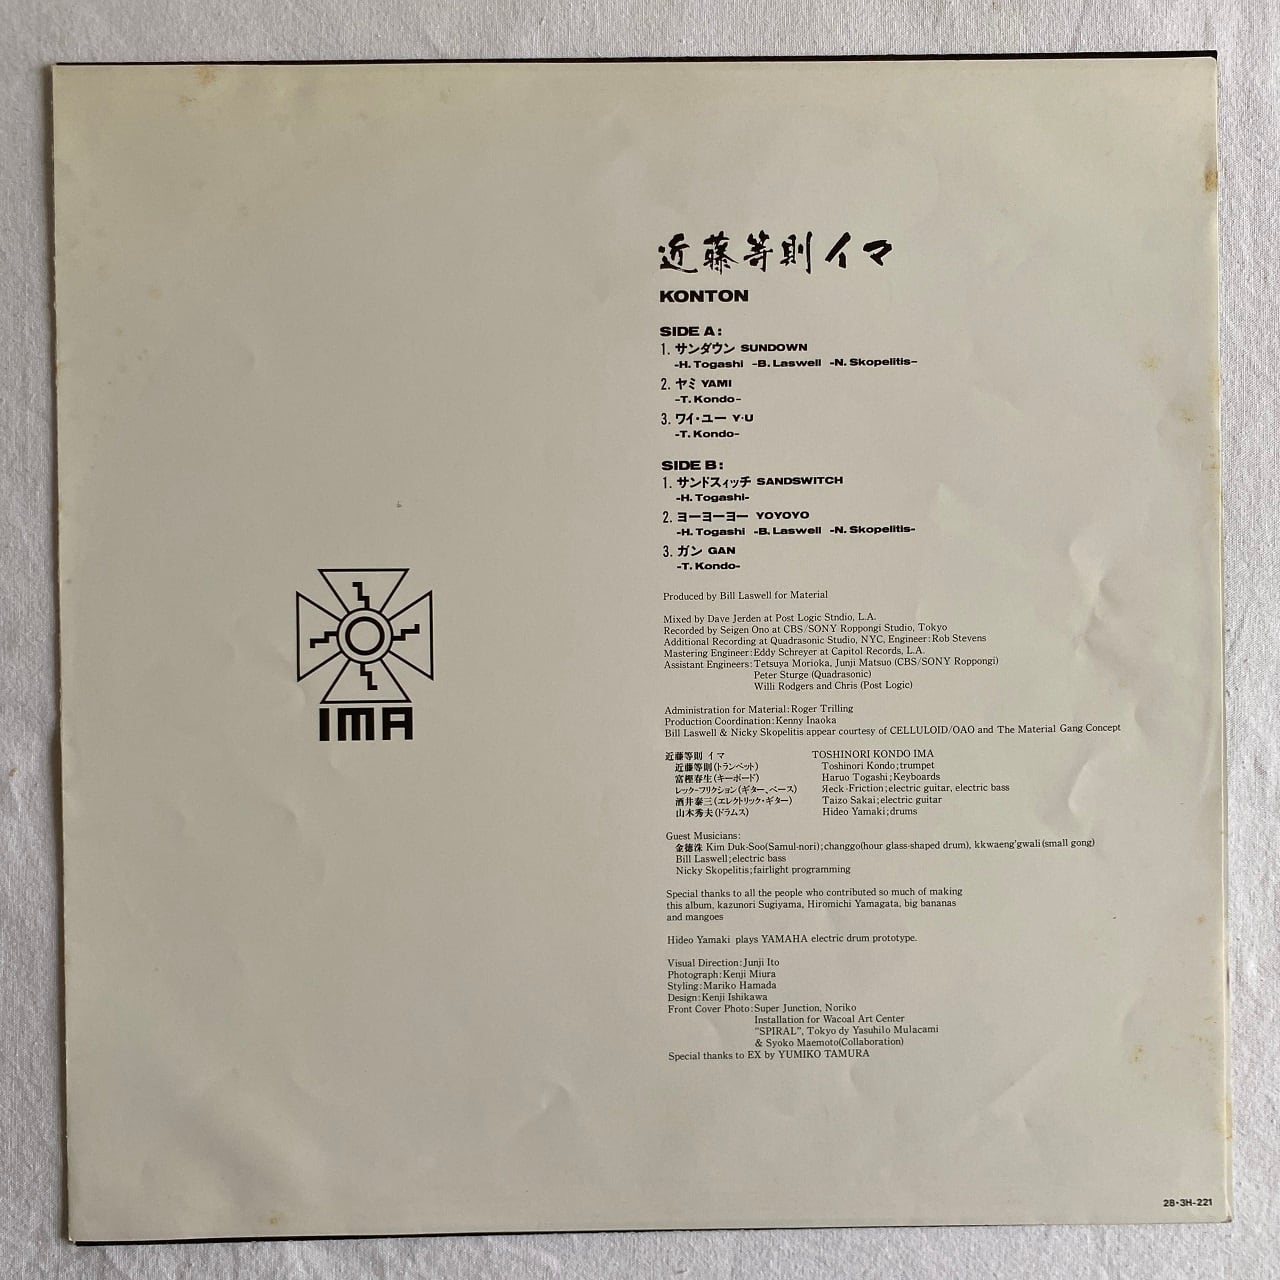 近藤等則イマ
KONTON
SIDE A:
1. サンダウン SUNDOWN
-H. Togashi -B. Laswell -N. Skopelitis-
2. ヤミ YAMI
-T. Kondo-
3. ワイ・ユー Y・U
-T. Kondo-
SIDE B:
1. サンドスィッチ SANDSWITCH
-H. Togashi-
2. ヨーヨーヨー YOYOYO
-H. Togashi -B. Laswell -N. Skopelitis-
3. ガン GAN
-T. Kondo-
IMA
Produced by Bill Laswell for Material
Mixed by Dave Jerden at Post Logic Stndio, L.A.
Recorded by Seigen Ono at CBS/SONY Roppongi Studio, Tokyo
Additional Recording at Quadrasonic Studio, NYC, Engineer: Rob Stevens
Mastering Engineer: Eddy Schreyer at Capitol Records, L.A.
Assistant Engineers: Tetsuya Morioka, Junji Matsuo (CBS/SONY Roppongi)
Peter Sturge (Quadrasonic)
Willi Rodgers and Chris (Post Logic)
Administration for Material: Roger Trilling
Production Coordination: Kenny Inaoka
Bill Laswell & Nicky Skopelitis appear courtesy of CELLULOID/OAO and The Material Gang Concept
近藤等則 イマ TOSHINORI KONDO IMA
近藤等則(トランペット) Toshinori Kondo; trumpet
富樫春生(キーボード) Haruo Togashi; Keyboards
レックーフリクション(ギター、ベース) Яeck·Friction; electric guitar, electric bass
酒井泰三(エレクトリック・ギター) Taizo Sakai; electric guitar
山木秀夫(ドラムス) Hideo Yamaki; drums
Guest Musicians:
金徳洙 Kim Duk-Soo(Samul-nori); changgo(hour glass-shaped drum), kkwaeng'gwali (small gong)
Bill Laswell; electric bass
Nicky Skopelitis; fairlight programming
Special thanks to all the people who contributed so much of making
this album, kazunori Sugiyama, Hiromichi Yamagata, big bananas
and mangoes
Hideo Yamaki plays YAMAHA electric drum prototype.
Visual Direction: Junji Ito
Photograph: Kenji Miura
Styling: Mariko Hamada
Design: Kenji Ishikawa
Front Cover Photo: Super Junction, Noriko
Installation for Wacoal Art Center
"SPIRAL", Tokyo dy Yasuhilo Mulacami
& Syoko Maemoto(Collaboration)
Special thanks to EX by YUMIKO TAMURA
28・3H-221